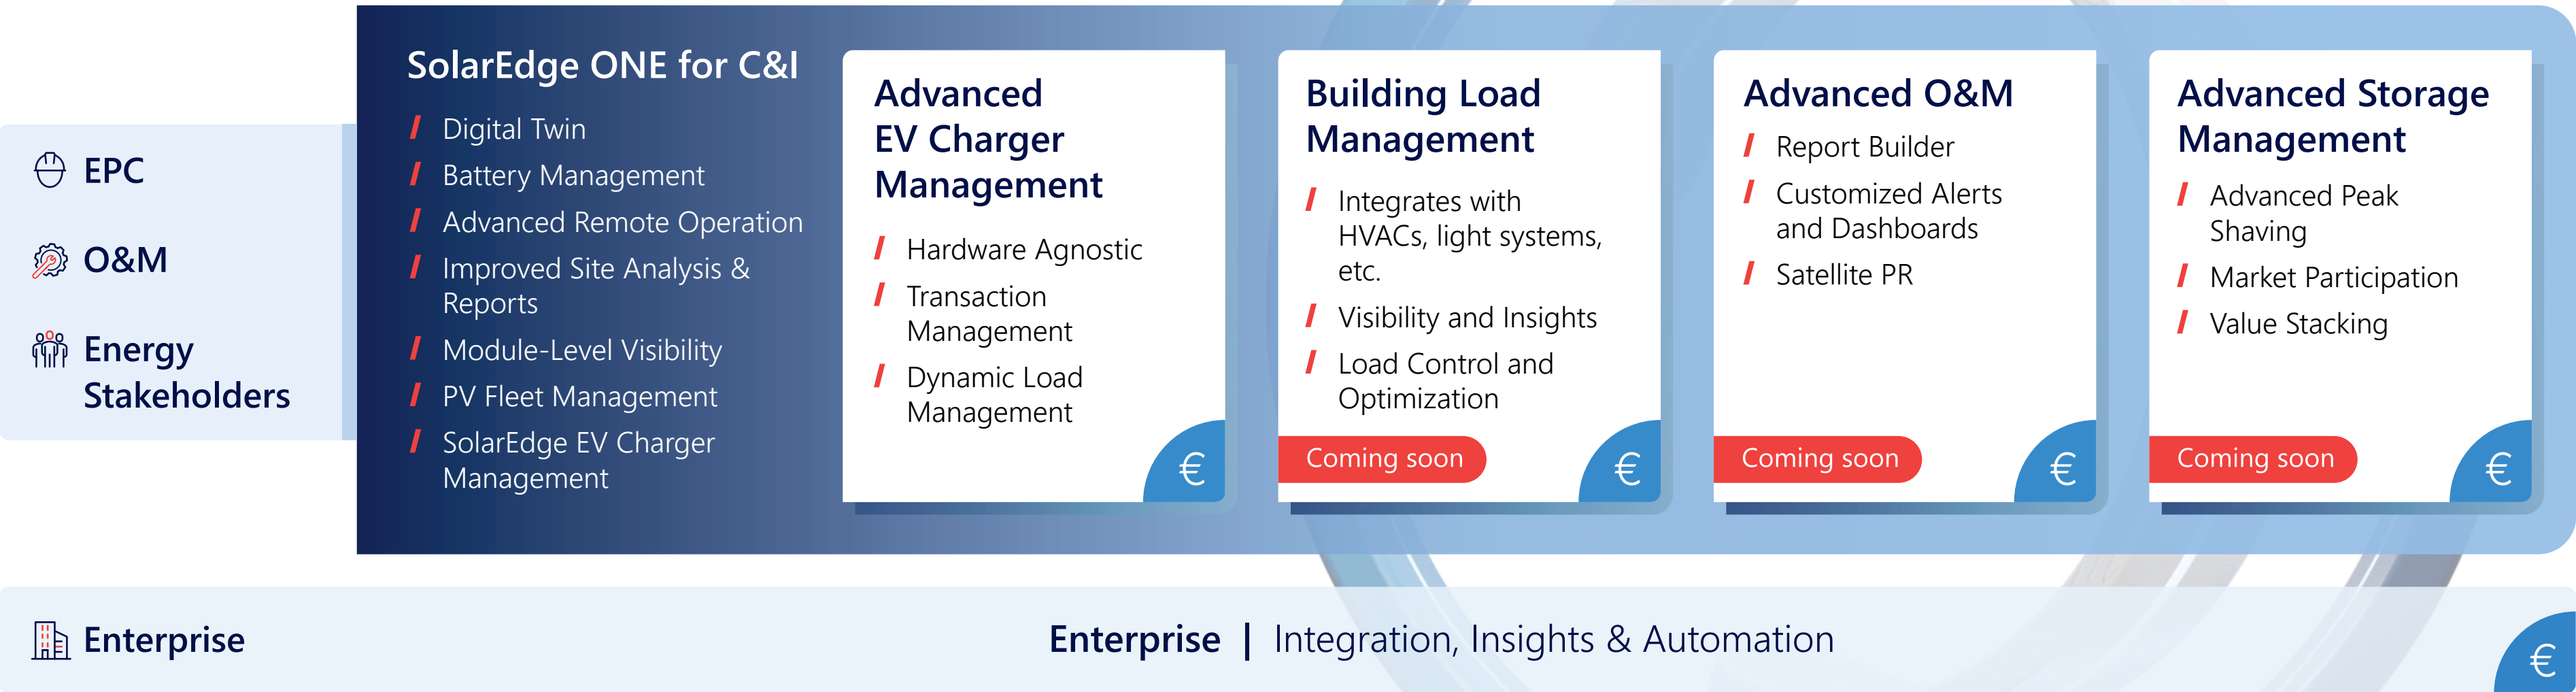 EPC
O&M
Energy
Stakeholders
SolarEdge ONE for C&I
Digital Twin
Battery Management
Advanced Remote Operation
Improved Site Analysis &
Reports
Module-Level Visibility
PV Fleet Management
SolarEdge EV Charger
Management
Advanced
EV Charger
Management
Hardware Agnostic
Transaction
Management
Dynamic Load
Management
€
Building Load
Management
Integrates with
HVACs, light systems,
etc.
Visibility and Insights
Load Control and
Optimization
Coming soon
€
Advanced O&M
Report Builder
Customized Alerts
and Dashboards
Satellite PR
Coming soon
€
Advanced Storage
Management
Advanced Peak
Shaving
Market Participation
Value Stacking
Coming soon
€
Enterprise
Enterprise | Integration, Insights & Automation
€